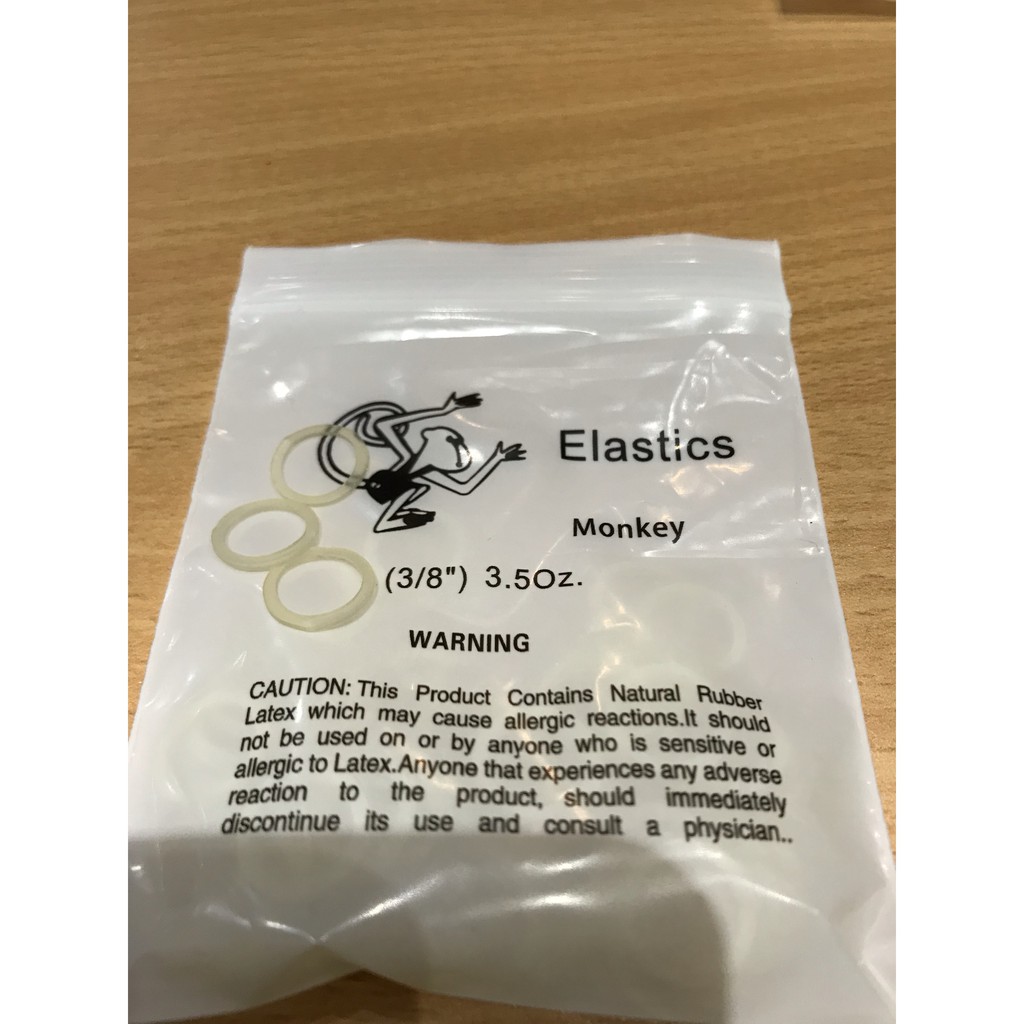 Elastics
Monkey
(3/8") 3.5Oz.
WARNING
CAUTION: This Product Contains Natural Rubber
Latex which may cause allergic reactions.It should
not be used on or by anyone who is sensitive or
allergic to Latex.Anyone that experiences any adverse
reaction to the product, should immediately
discontinue its use and consult a physician..